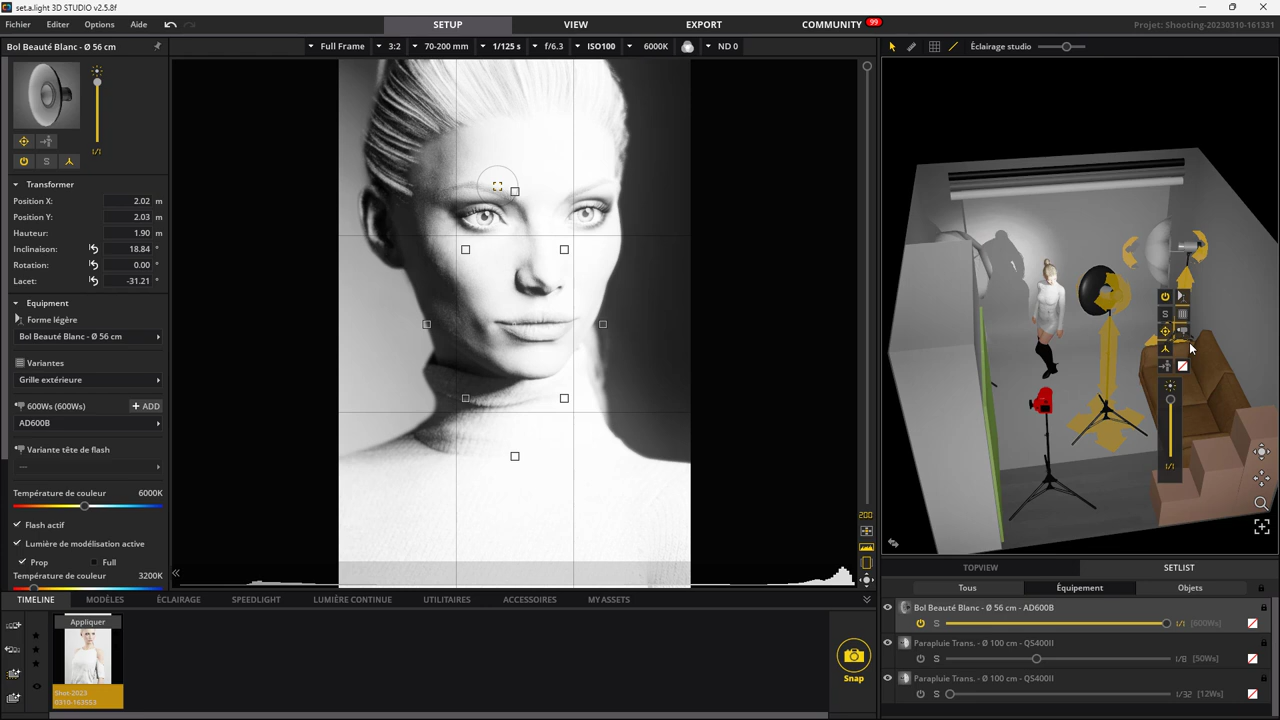 set.a.light 3D STUDIO v2.5.8f
Fichier
Editer
Options
Aide
SETUP
VIEW
EXPORT
COMMUNITY
99
Projet: Shooting-20230310-161331
Bol Beauté Blanc - Ø 56 cm
Full Frame
3:2
70-200 mm
1/125 s
f/6.3
ISO100
6000K
ND 0
Éclairage studio
1/1
S
Transformer
Position X: 2.02 m
Position Y: 2.03 m
Hauteur: 1.90 m
Inclinaison: 18.84 °
Rotation: 0.00 °
Lacet: -31.21 °
Equipment
Forme légère
Bol Beauté Blanc - Ø 56 cm
Variantes
Grille extérieure
600Ws (600Ws)
ADD
AD600B
Variante tête de flash
---
Température de couleur 6000K
Flash actif
Lumière de modélisation active
Prop
Full
Température de couleur 3200K
200
S
1/1
TIMELINE
MODÈLES
ÉCLAIRAGE
SPEEDLIGHT
LUMIÈRE CONTINUE
UTILITAIRES
ACCESSOIRES
MY ASSETS
Appliquer
Shot-2023
0310-163553
Snap
TOPVIEW
SETLIST
Tous
Équipement
Objets
Bol Beauté Blanc - Ø 56 cm - AD600B
S
1/1 [600Ws]
Parapluie Trans. - Ø 100 cm - QS400II
S
1/8 [50Ws]
Parapluie Trans. - Ø 100 cm - QS400II
S
1/32 [12Ws]